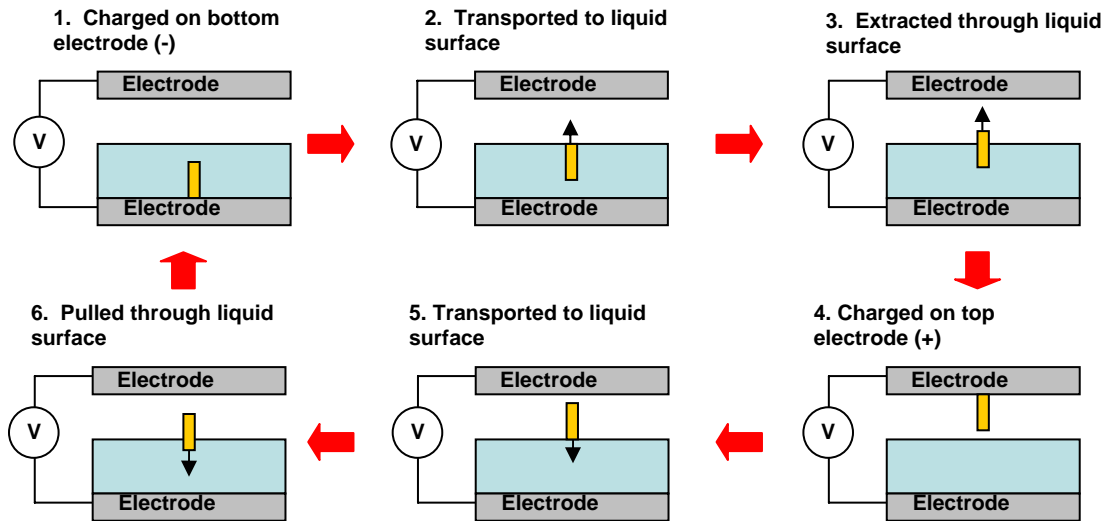 1. Charged on bottom
electrode (-)
Electrode
V
Electrode
2. Transported to liquid
surface
Electrode
V
Electrode
3. Extracted through liquid
surface
Electrode
V
Electrode
4. Charged on top
electrode (+)
Electrode
V
Electrode
5. Transported to liquid
surface
Electrode
V
Electrode
6. Pulled through liquid
surface
Electrode
V
Electrode